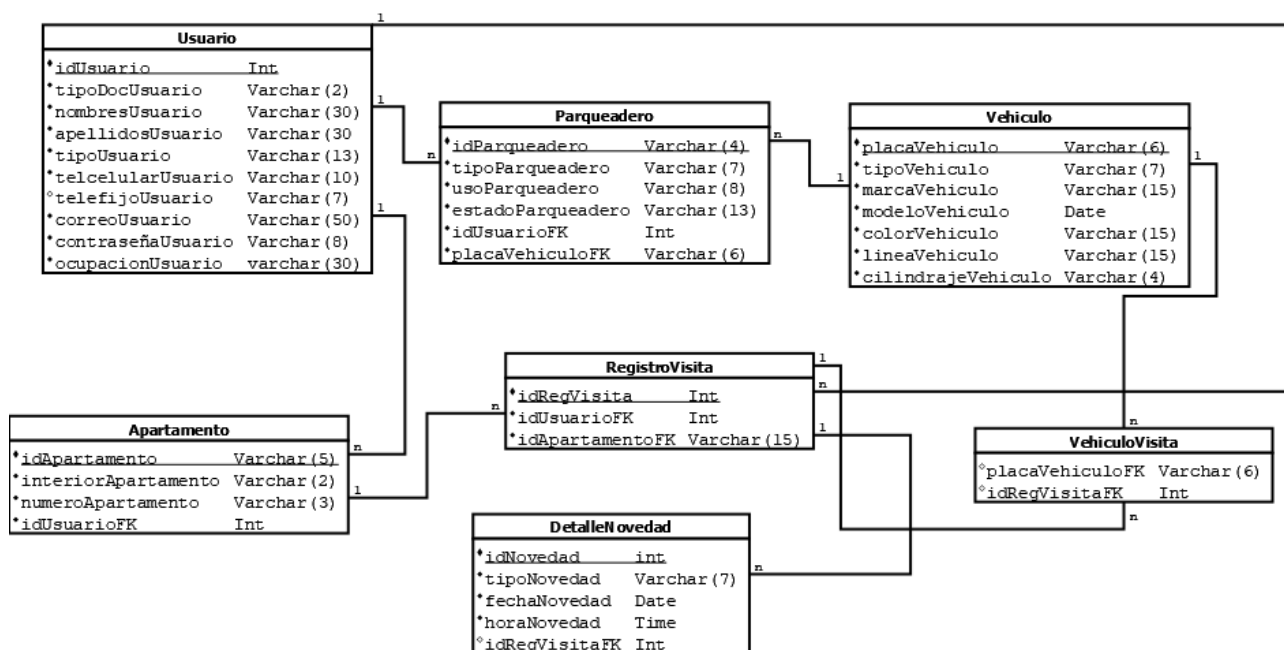 1
Usuario
idUsuario Int
tipoDocUsuario Varchar(2)
nombresUsuario Varchar(30)
apellidosUsuario Varchar(30
tipoUsuario Varchar(13)
telcelularUsuario Varchar(10)
telefijoUsuario Varchar(7)
correoUsuario Varchar(50)
contraseñaUsuario Varchar(8)
ocupacionUsuario varchar(30)
1
n
1
Parqueadero
idParqueadero Varchar(4)
tipoParqueadero Varchar(7)
usoParqueadero Varchar(8)
estadoParqueadero Varchar(13)
idUsuarioFK Int
placaVehiculoFK Varchar(6)
n
1
Vehiculo
placaVehiculo Varchar(6)
tipoVehiculo Varchar(7)
marcaVehiculo Varchar(15)
modeloVehiculo Date
colorVehiculo Varchar(15)
lineaVehiculo Varchar(15)
cilindrajeVehiculo Varchar(4)
1
RegistroVisita
idRegVisita Int
idUsuarioFK Int
idApartamentoFK Varchar(15)
n
1
n
1
Apartamento
idApartamento Varchar(5)
interiorApartamento Varchar(2)
numeroApartamento Varchar(3)
idUsuarioFK Int
n
1
n
VehiculoVisita
placaVehiculoFK Varchar(6)
idRegVisitaFK Int
n
DetalleNovedad
idNovedad int
tipoNovedad Varchar(7)
fechaNovedad Date
horaNovedad Time
idRegVisitaFK Int
n